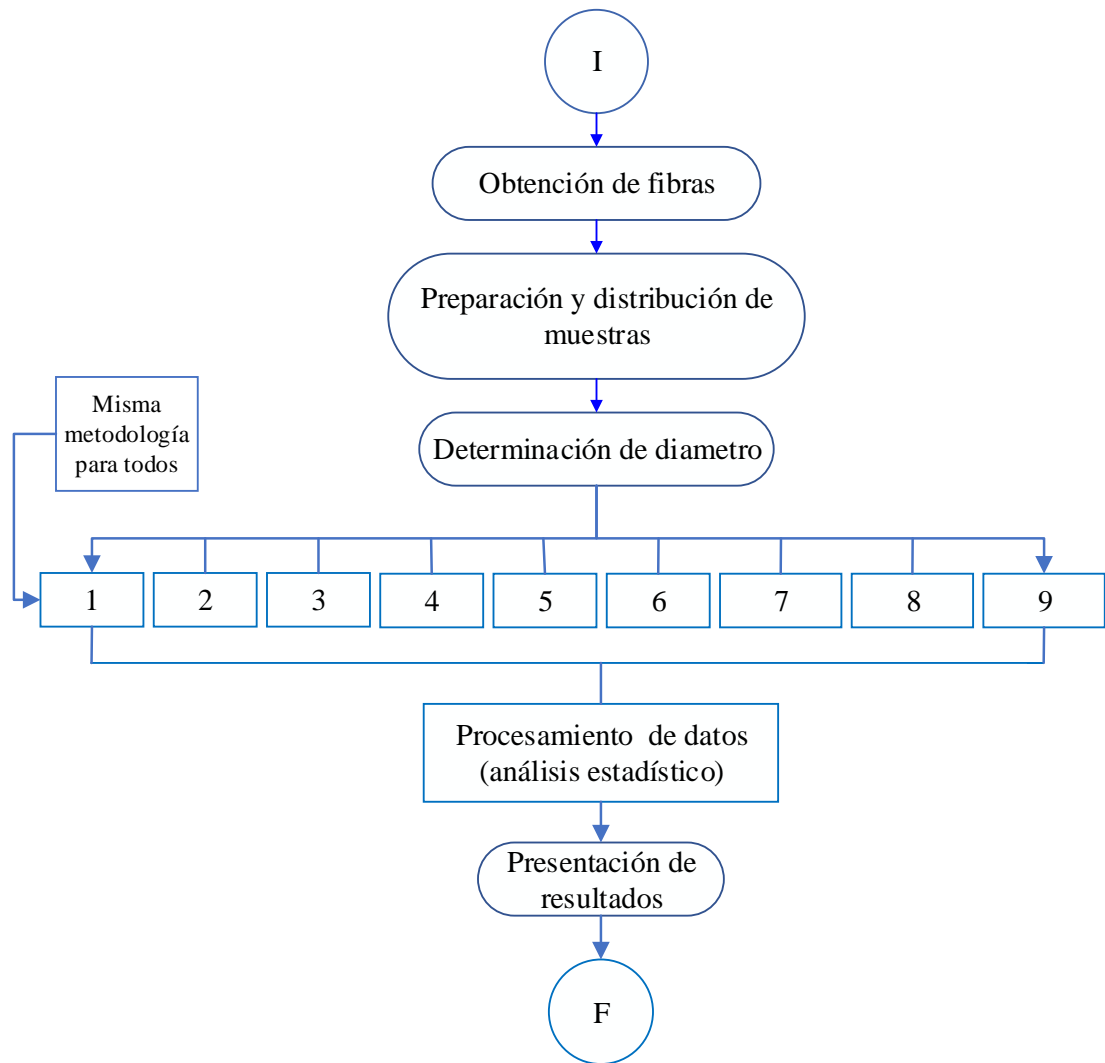 I
Obtención de fibras
Preparación y distribución de
muestras
Misma
metodología
para todos
Determinación de diametro
1 2 3 4 5 6 7 8 9
Procesamiento de datos
(análisis estadístico)
Presentación de
resultados
F